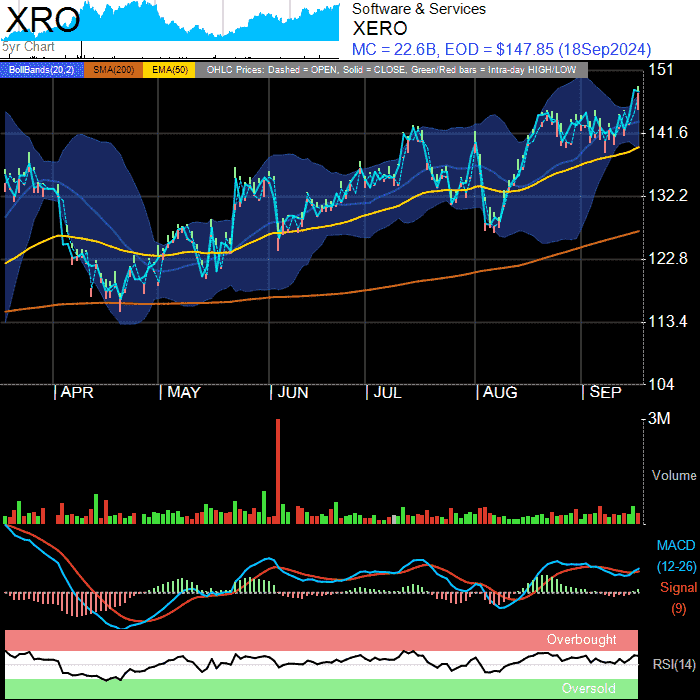 XRO
5yr Chart
Software & Services
XERO
MC = 22.6B, EOD = $147.85 (18Sep2024)
BollBands(20,2) SMA(200) EMA(50) OHLC Prices: Dashed = OPEN, Solid = CLOSE, Green/Red bars = Intra-day HIGH/LOW
151
141.6
132.2
122.8
113.4
104
APR MAY JUN JUL AUG SEP
3M
Volume
MACD
(12-26)
Signal
(9)
Overbought
RSI(14)
Oversold